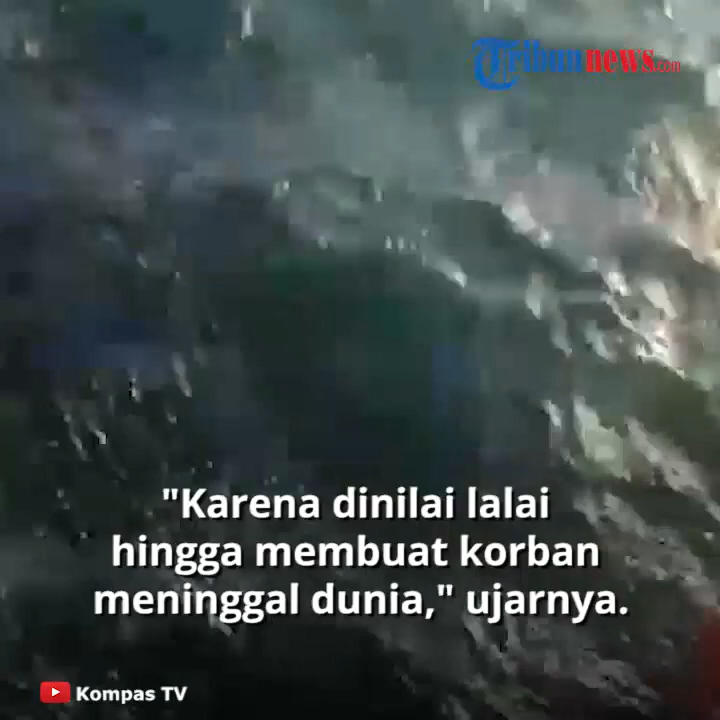 Tribunnews.com
"Karena dinilai lalai
hingga membuat korban
meninggal dunia," ujarnya.
Kompas TV